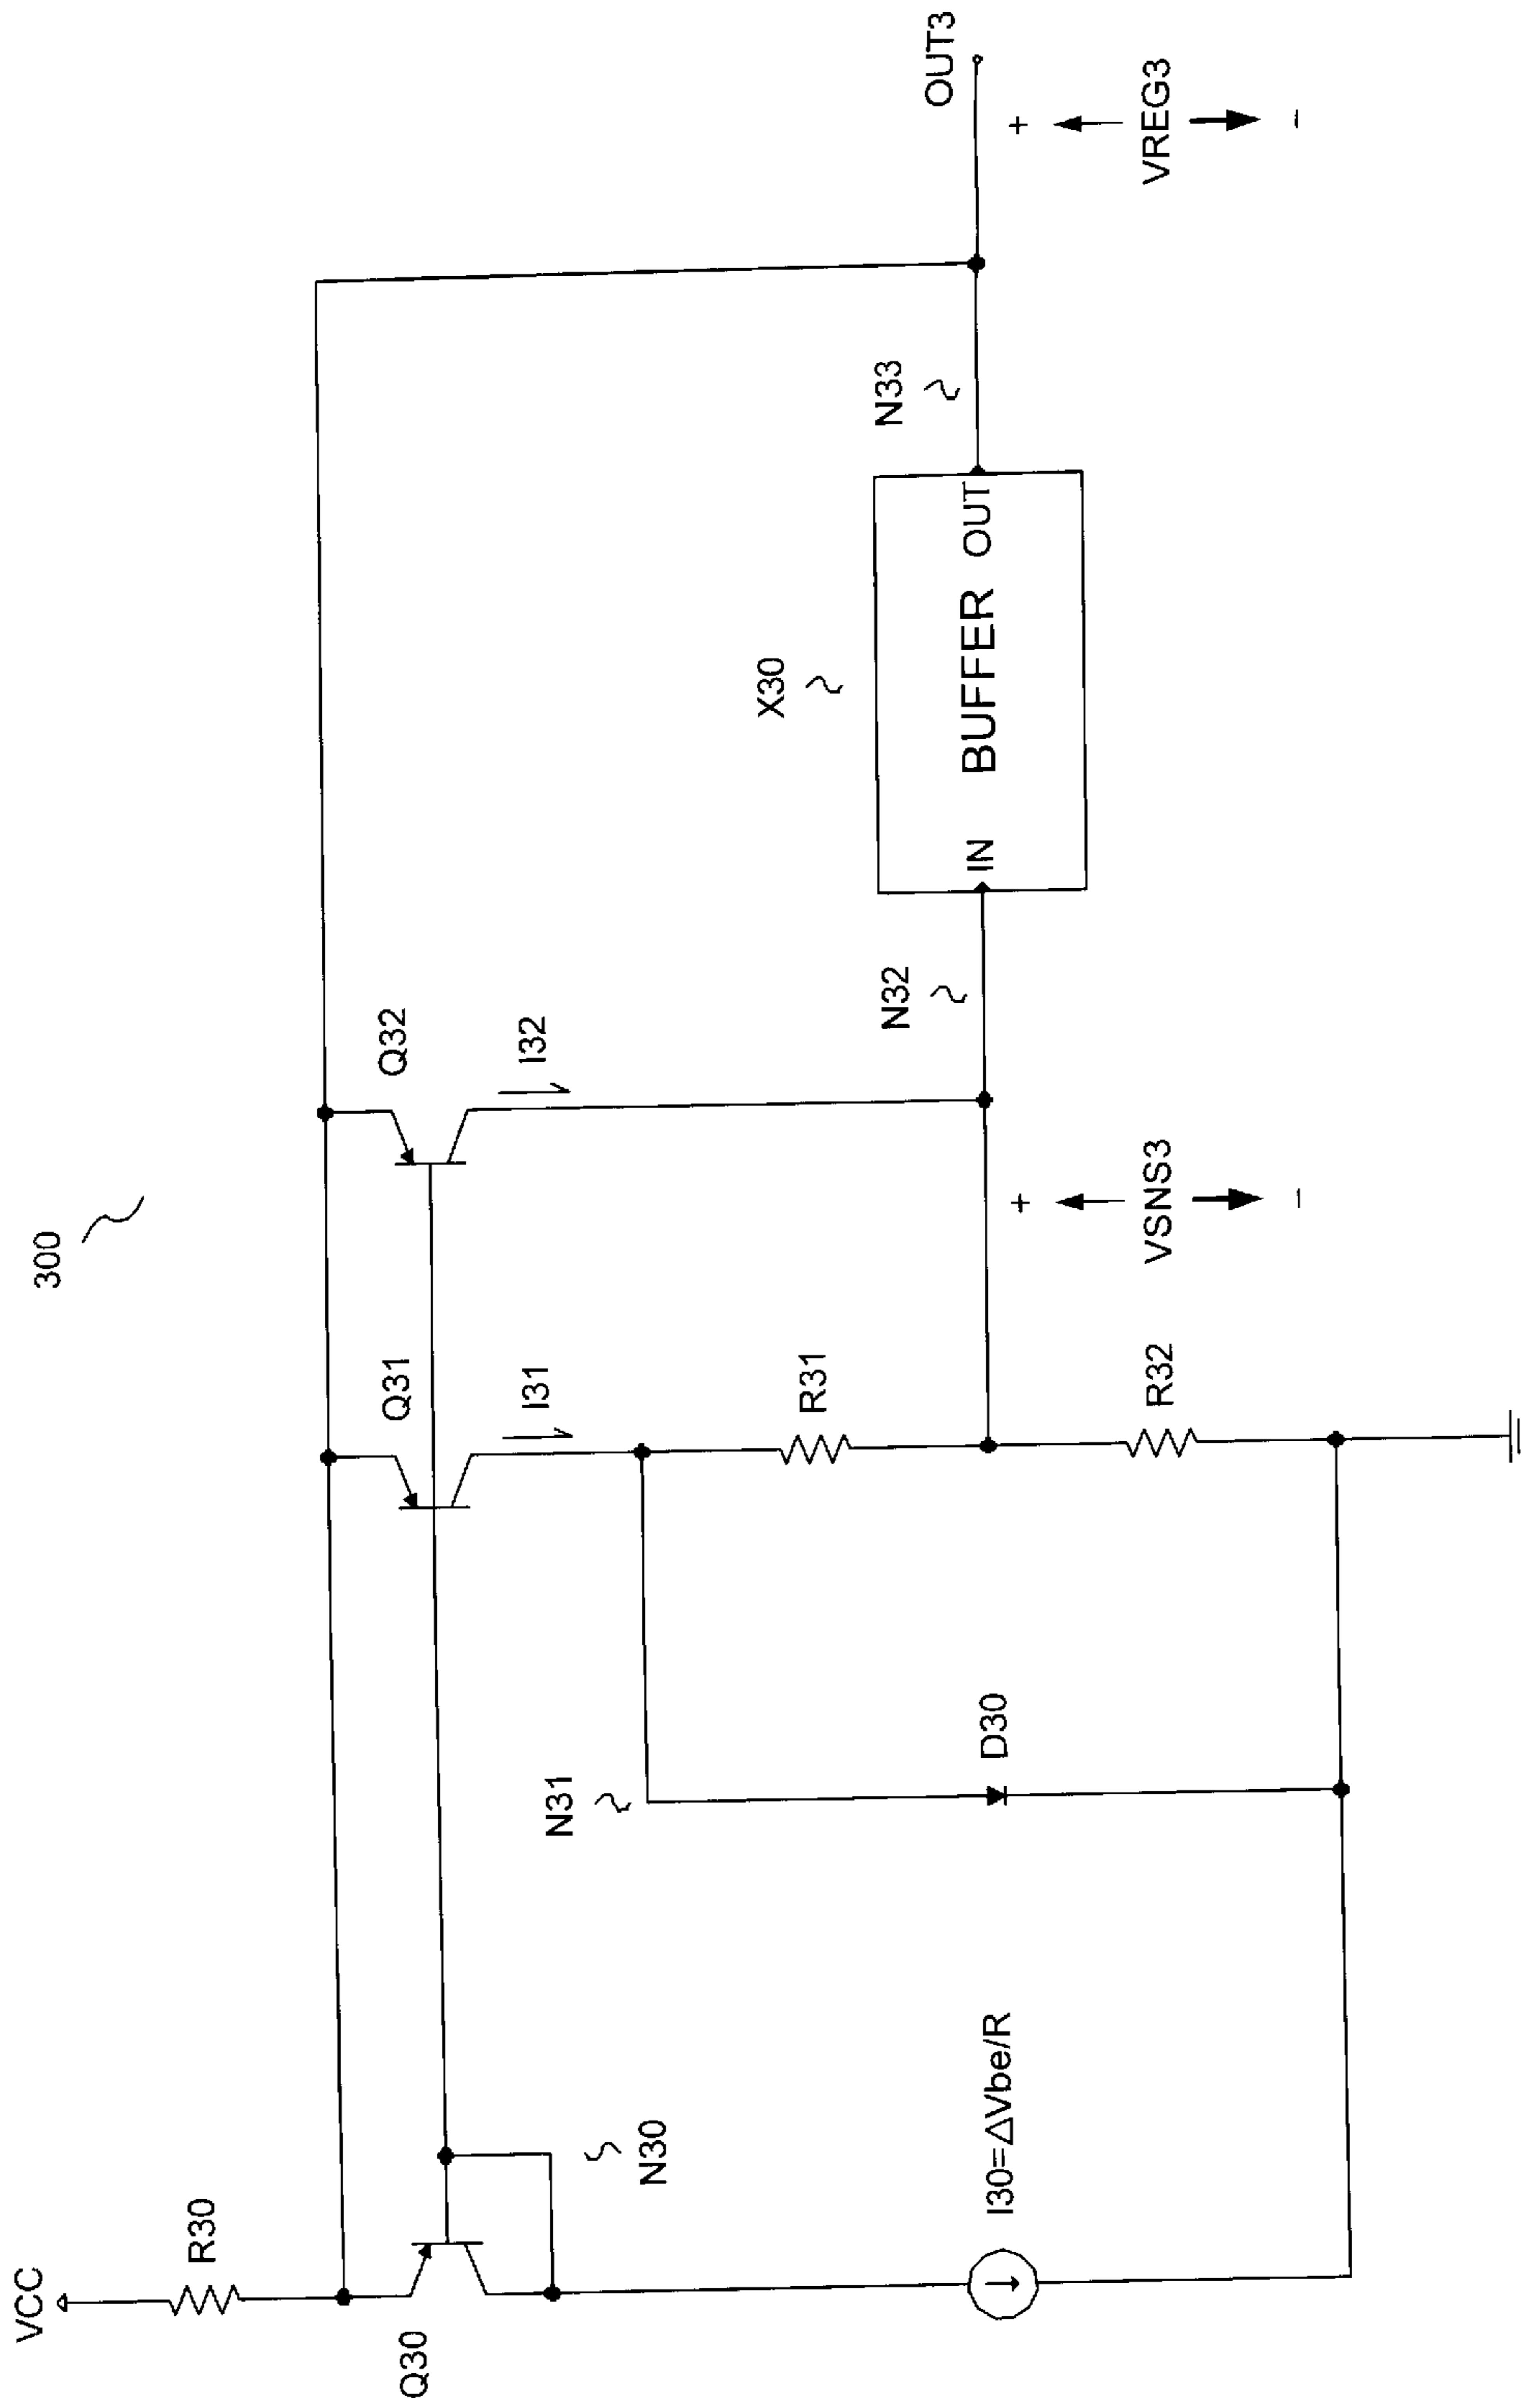 300
VCC
R30
Q30
N30
I30=ΔVbe/R
N31
D30
Q31
I31
R31
R32
Q32
I32
+
VSNS3
−
N32
X30
IN BUFFER OUT
N33
OUT3
+
VREG3
−